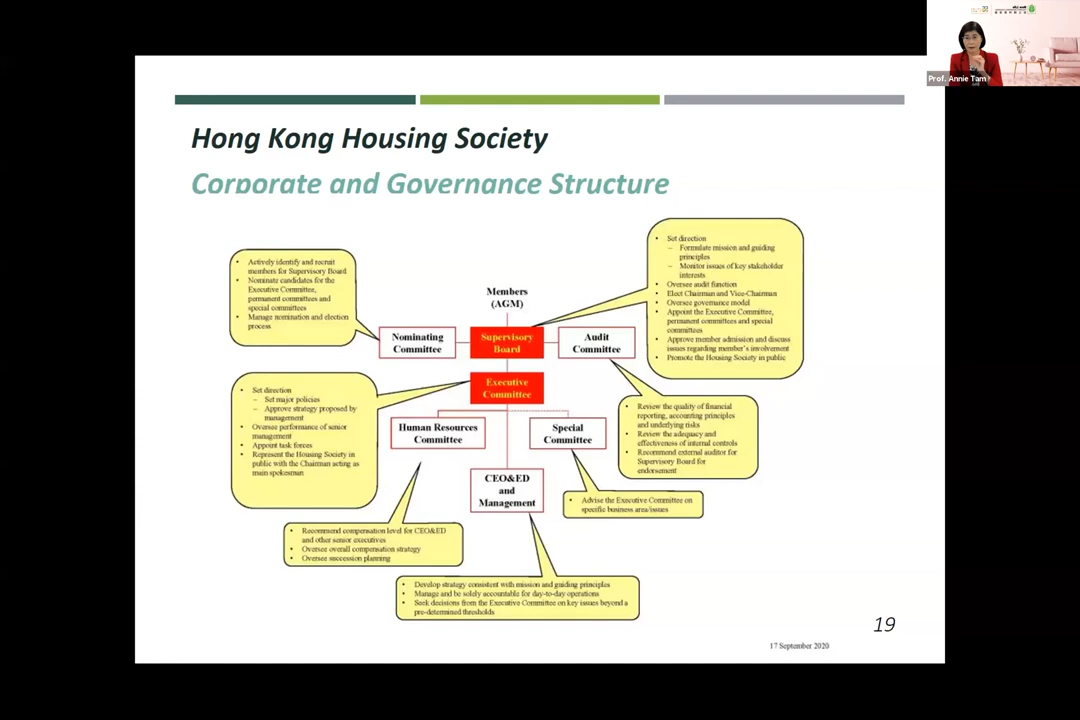 Prof. Annie Tam
Hong Kong Housing Society
Corporate and Governance Structure
• Actively identify and recruit
members for Supervisory Board
• Nominate candidates for the
Executive Committee,
permanent committees and
special committees
• Manage nomination and election
process
Members
(AGM)
• Set direction
– Formulate mission and guiding
principles
– Monitor issues of key stakeholder
interests
• Oversee audit function
• Elect Chairman and Vice-Chairman
• Oversee governance model
• Appoint the Executive Committee,
permanent committees and special
committees
• Approve member admission and discuss
issues regarding member's involvement
• Promote the Housing Society in public
Nominating
Committee
Supervisory
Board
Audit
Committee
• Set direction
– Set major policies
– Approve strategy proposed by
management
• Oversee performance of senior
management
• Appoint task forces
• Represent the Housing Society in
public with the Chairman acting as
main spokesman
Executive
Committee
• Review the quality of financial
reporting, accounting principles
and underlying risks
• Review the adequacy and
effectiveness of internal controls
• Recommend external auditor for
Supervisory Board for
endorsement
Human Resources
Committee
Special
Committee
CEO&ED
and
Management
• Advise the Executive Committee on
specific business area/issues
• Recommend compensation level for CEO&ED
and other senior executives
• Oversee overall compensation strategy
• Oversee succession planning
• Develop strategy consistent with mission and guiding principles
• Manage and be solely accountable for day-to-day operations
• Seek decisions from the Executive Committee on key issues beyond a
pre-determined thresholds
19
17 September 2020